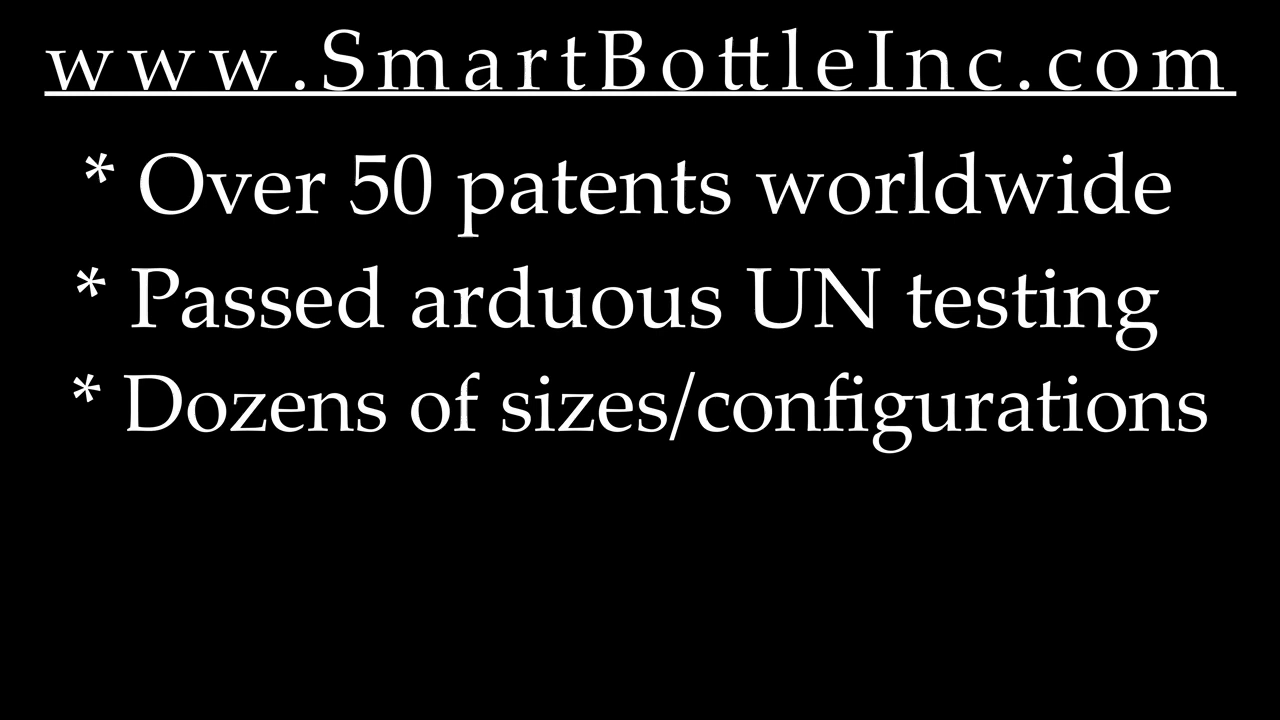 www.SmartBottleInc.com
* Over 50 patents worldwide
* Passed arduous UN testing
* Dozens of sizes/configurations